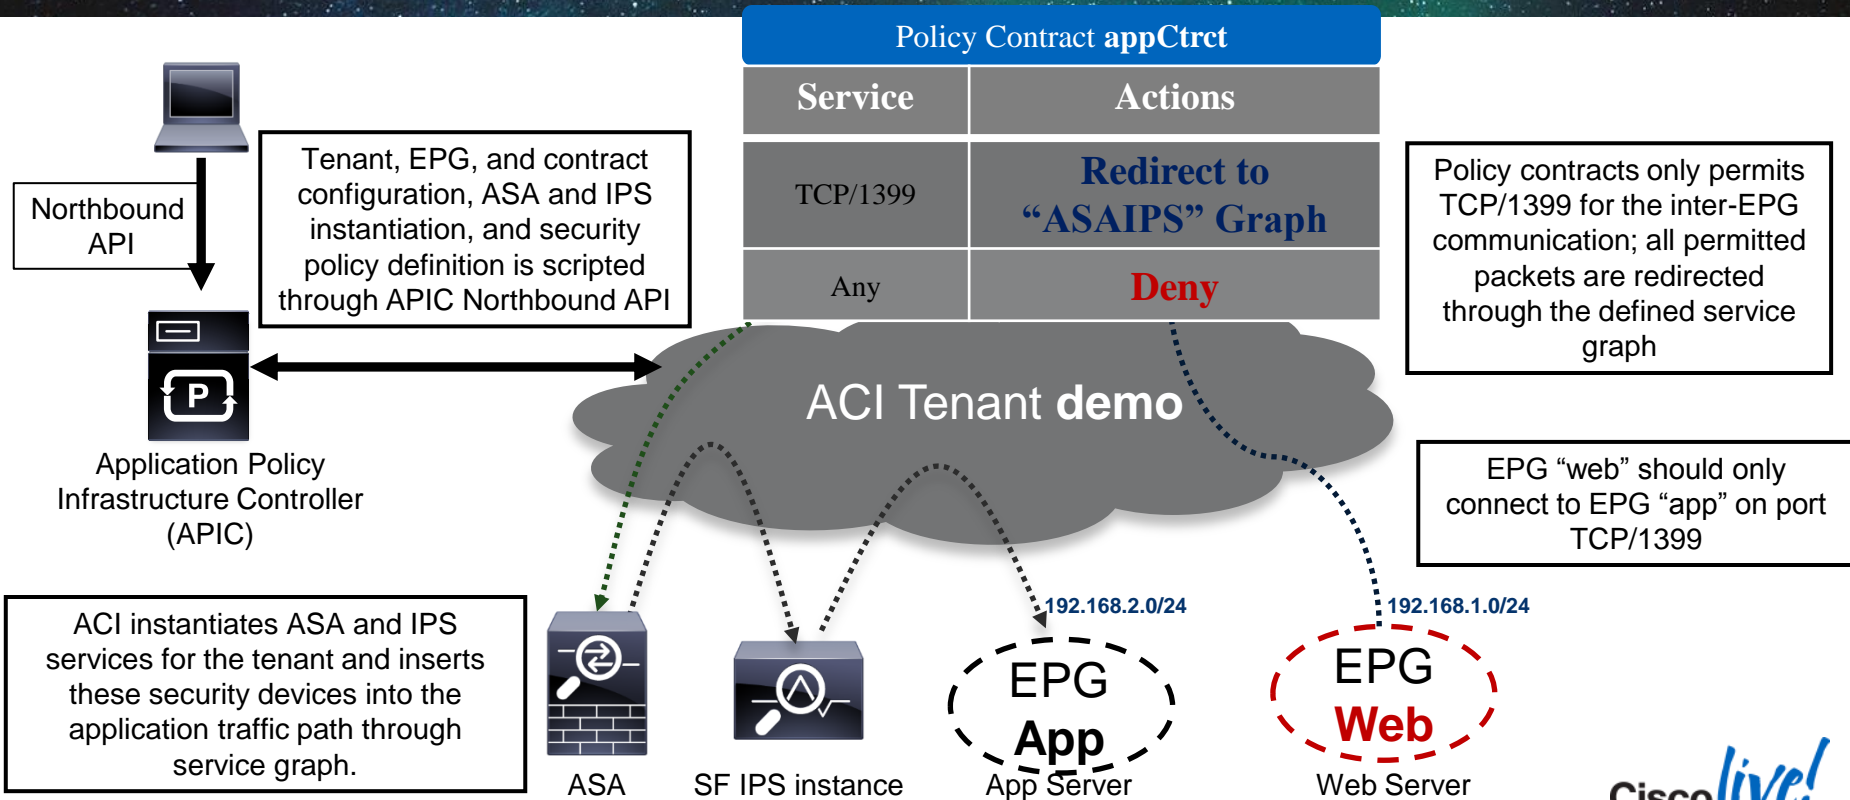 Policy Contract appCtrct
Service
Actions
TCP/1399
Redirect to
“ASAIPS” Graph
Any
Deny
Northbound
API
Tenant, EPG, and contract
configuration, ASA and IPS
instantiation, and security
policy definition is scripted
through APIC Northbound API
Policy contracts only permits
TCP/1399 for the inter-EPG
communication; all permitted
packets are redirected
through the defined service
graph
P
ACI Tenant demo
Application Policy
Infrastructure Controller
(APIC)
EPG “web” should only
connect to EPG “app” on port
TCP/1399
ACI instantiates ASA and IPS
services for the tenant and inserts
these security devices into the
application traffic path through
service graph.
ASA
SF IPS instance
192.168.2.0/24
EPG
App
App Server
192.168.1.0/24
EPG
Web
Web Server
Cisco live!